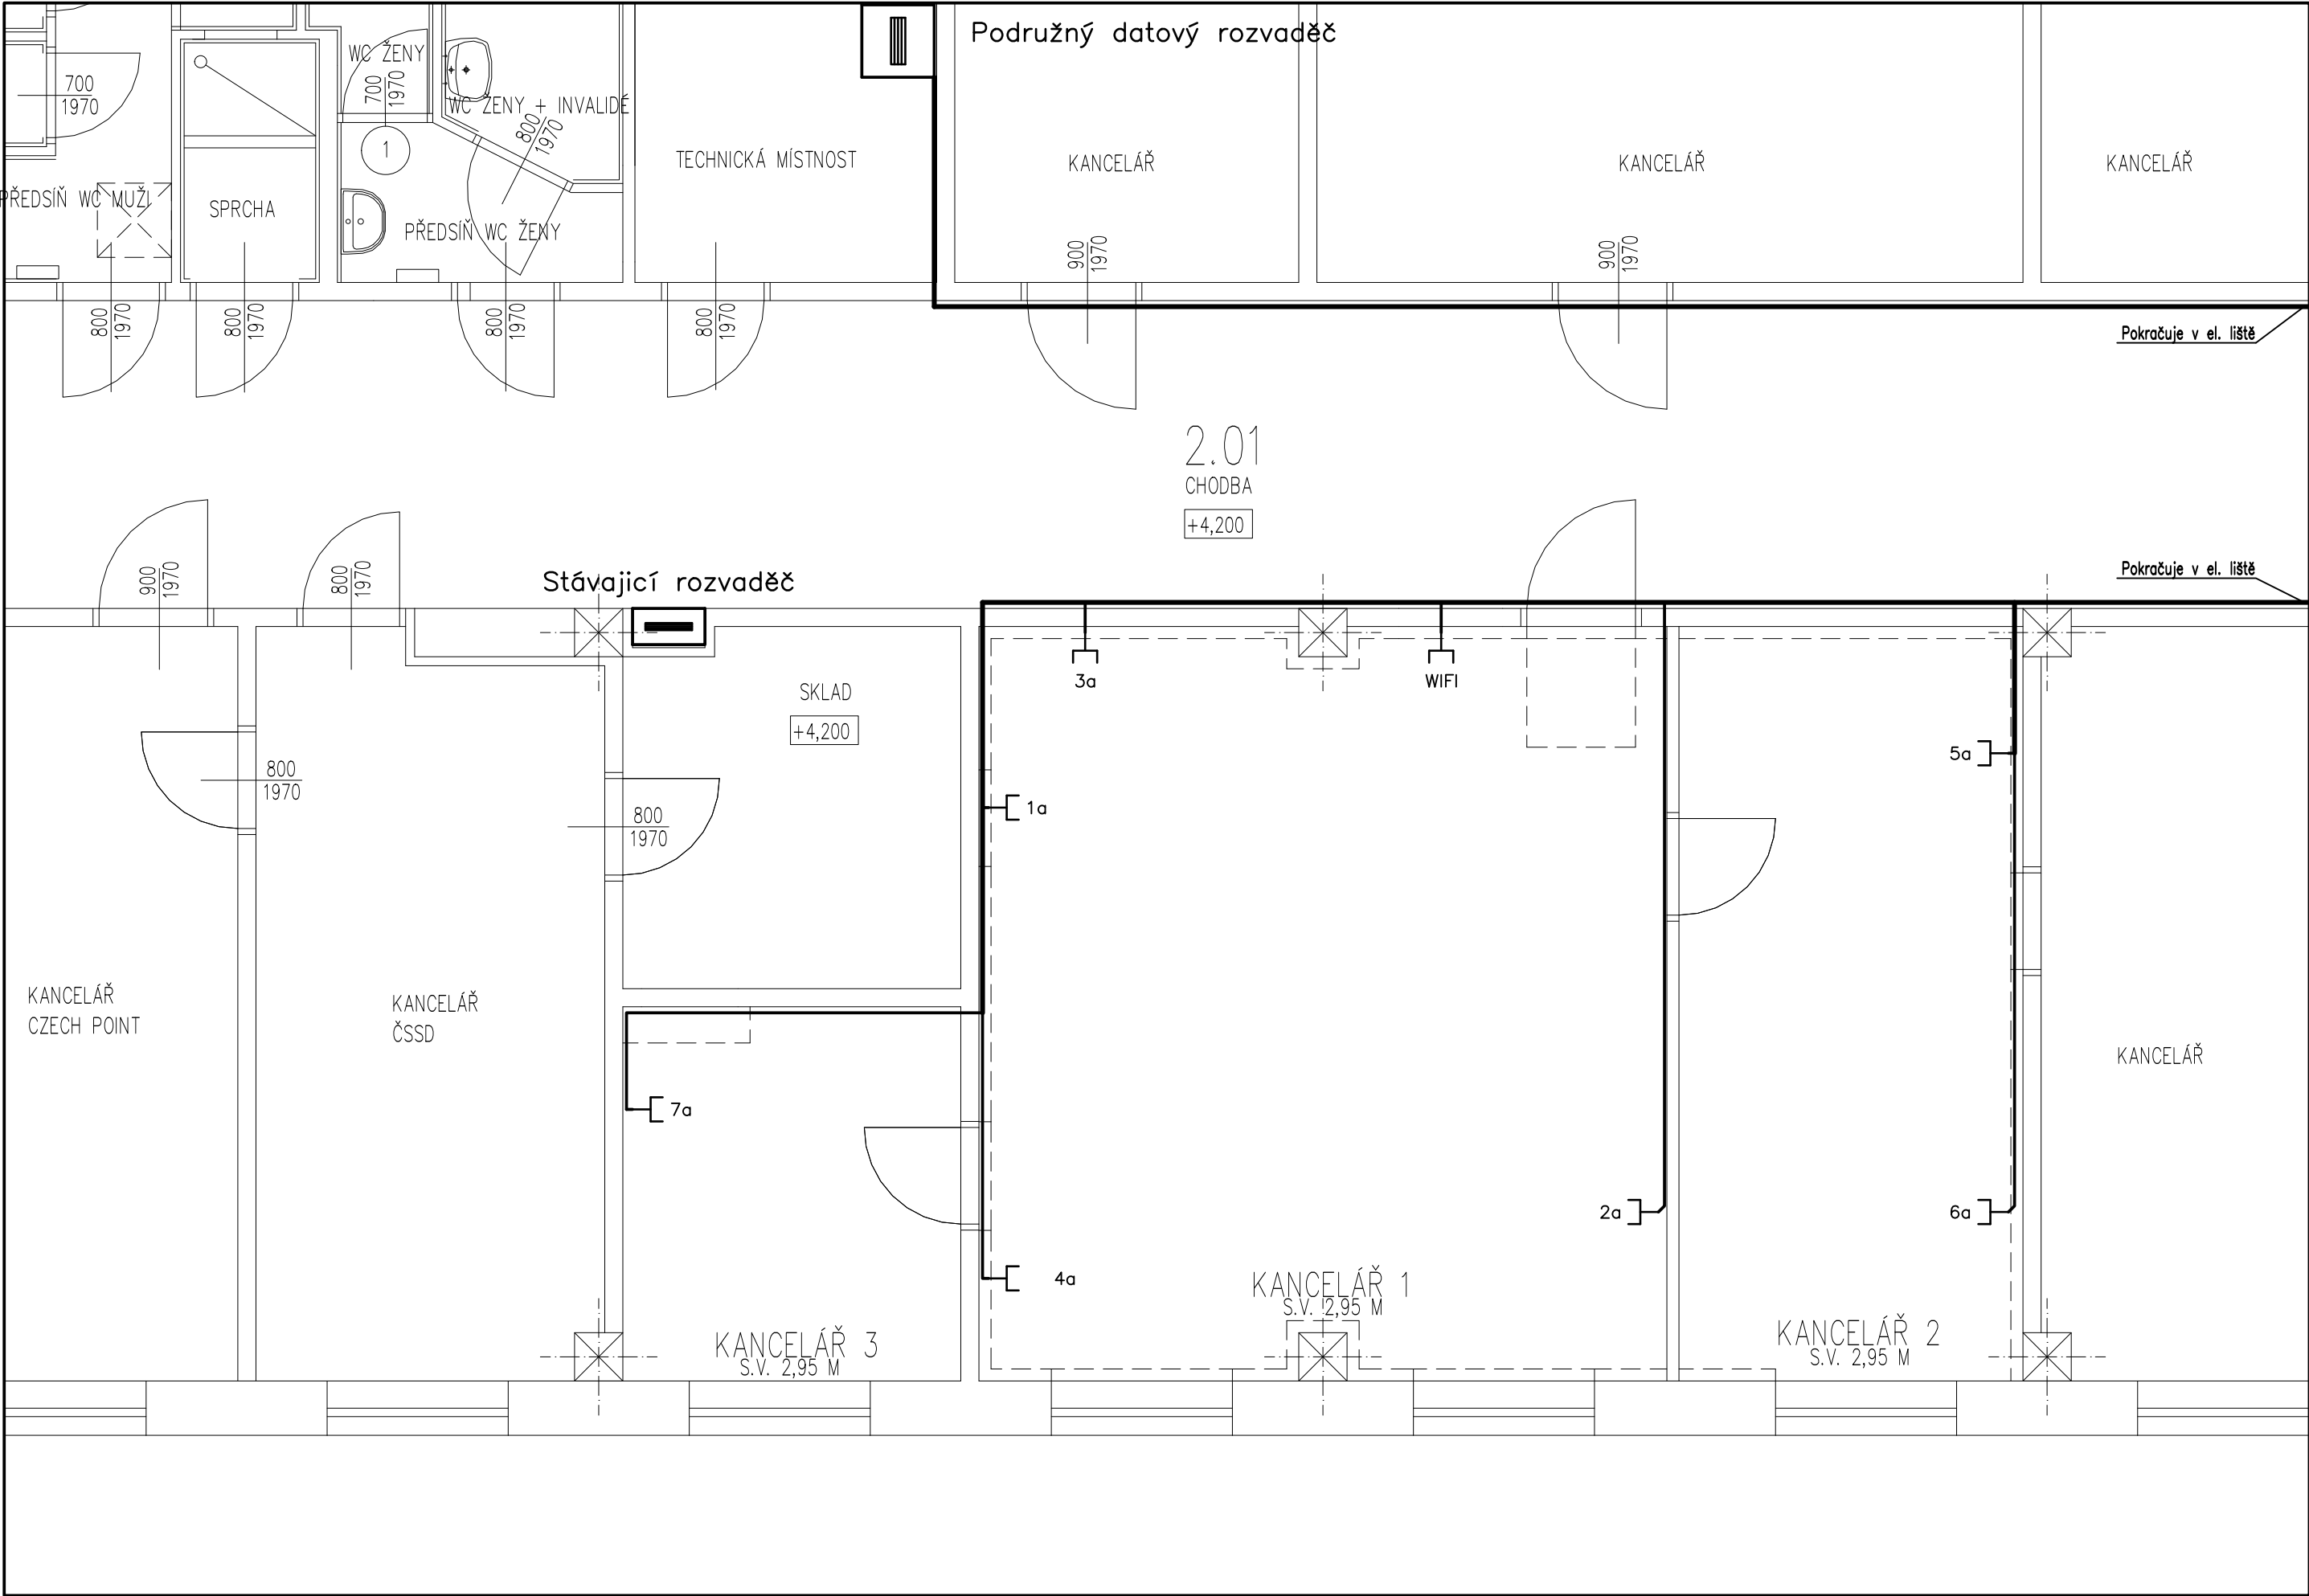 Podružný datový rozvaděč
WC ŽENY
700
1970
700
1970
WC ŽENY + INVALIDÉ
800
1970
1
TECHNICKÁ MÍSTNOST
KANCELÁŘ
KANCELÁŘ
KANCELÁŘ
PŘEDSÍŇ WC MUŽI
SPRCHA
PŘEDSÍŇ WC ŽENY
900
1970
900
1970
800
1970
800
1970
800
1970
800
1970
Pokračuje v el. liště
2.01
CHODBA
+4,200
900
1970
800
1970
Stávajicí rozvaděč
Pokračuje v el. liště
SKLAD
+4,200
3a
WIFI
5a
800
1970
1a
800
1970
KANCELÁŘ
CZECH POINT
KANCELÁŘ
ČSSD
KANCELÁŘ
7a
2a
6a
4a
KANCELÁŘ 1
S.V. 2,95 M
KANCELÁŘ 3
S.V. 2,95 M
KANCELÁŘ 2
S.V. 2,95 M